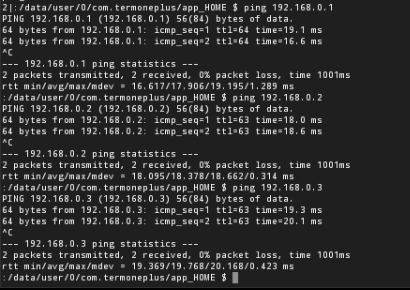 2|:/data/user/0/com.termoneplus/app_HOME $ ping 192.168.0.1
PING 192.168.0.1 (192.168.0.1) 56(84) bytes of data.
64 bytes from 192.168.0.1: icmp_seq=1 ttl=64 time=19.1 ms
64 bytes from 192.168.0.1: icmp_seq=2 ttl=64 time=16.6 ms
^C
--- 192.168.0.1 ping statistics ---
2 packets transmitted, 2 received, 0% packet loss, time 1001ms
rtt min/avg/max/mdev = 16.617/17.906/19.195/1.289 ms
:/data/user/0/com.termoneplus/app_HOME $ ping 192.168.0.2
PING 192.168.0.2 (192.168.0.2) 56(84) bytes of data.
64 bytes from 192.168.0.2: icmp_seq=1 ttl=63 time=18.0 ms
64 bytes from 192.168.0.2: icmp_seq=2 ttl=63 time=18.6 ms
^C
--- 192.168.0.2 ping statistics ---
2 packets transmitted, 2 received, 0% packet loss, time 1001ms
rtt min/avg/max/mdev = 18.095/18.378/18.662/0.314 ms
:/data/user/0/com.termoneplus/app_HOME $ ping 192.168.0.3
PING 192.168.0.3 (192.168.0.3) 56(84) bytes of data.
64 bytes from 192.168.0.3: icmp_seq=1 ttl=63 time=19.3 ms
64 bytes from 192.168.0.3: icmp_seq=2 ttl=63 time=20.1 ms
^C
--- 192.168.0.3 ping statistics ---
2 packets transmitted, 2 received, 0% packet loss, time 1001ms
rtt min/avg/max/mdev = 19.369/19.768/20.168/0.423 ms
:/data/user/0/com.termoneplus/app_HOME $